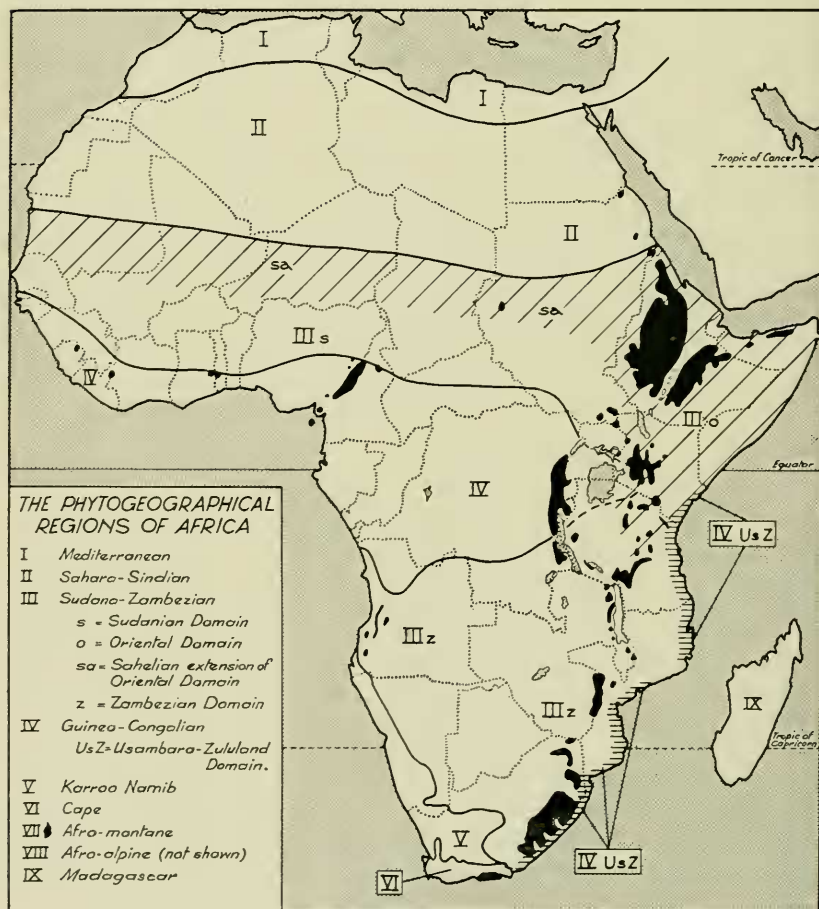 I
I
II
Tropic of Cancer
II
sa
sa
III s
IV
III o
Equator
IV
IV UsZ
III z
III z
IX
Tropic of
Capricorn
V
VI
IV UsZ
THE PHYTOGEOGRAPHICAL
REGIONS OF AFRICA
I Mediterranean
II Saharo-Sindian
III Sudano-Zambezian
s = Sudanian Domain
o = Oriental Domain
sa = Sahelian extension of
Oriental Domain
z = Zambezian Domain
IV Guineo-Congolian
UsZ = Usambara-Zululand
Domain.
V Karroo Namib
VI Cape
VII Afro-montane
VIII Afro-alpine (not shown)
IX Madagascar